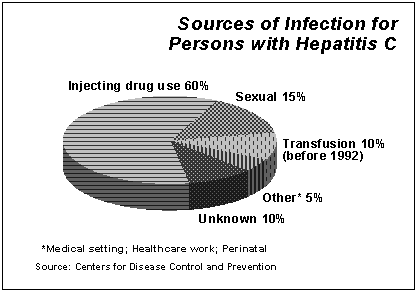 Sources of Infection for
Persons with Hepatitis C
Injecting drug use 60%
Sexual 15%
Transfusion 10%
(before 1992)
Other* 5%
Unknown 10%
*Medical setting; Healthcare work; Perinatal
Source: Centers for Disease Control and Prevention